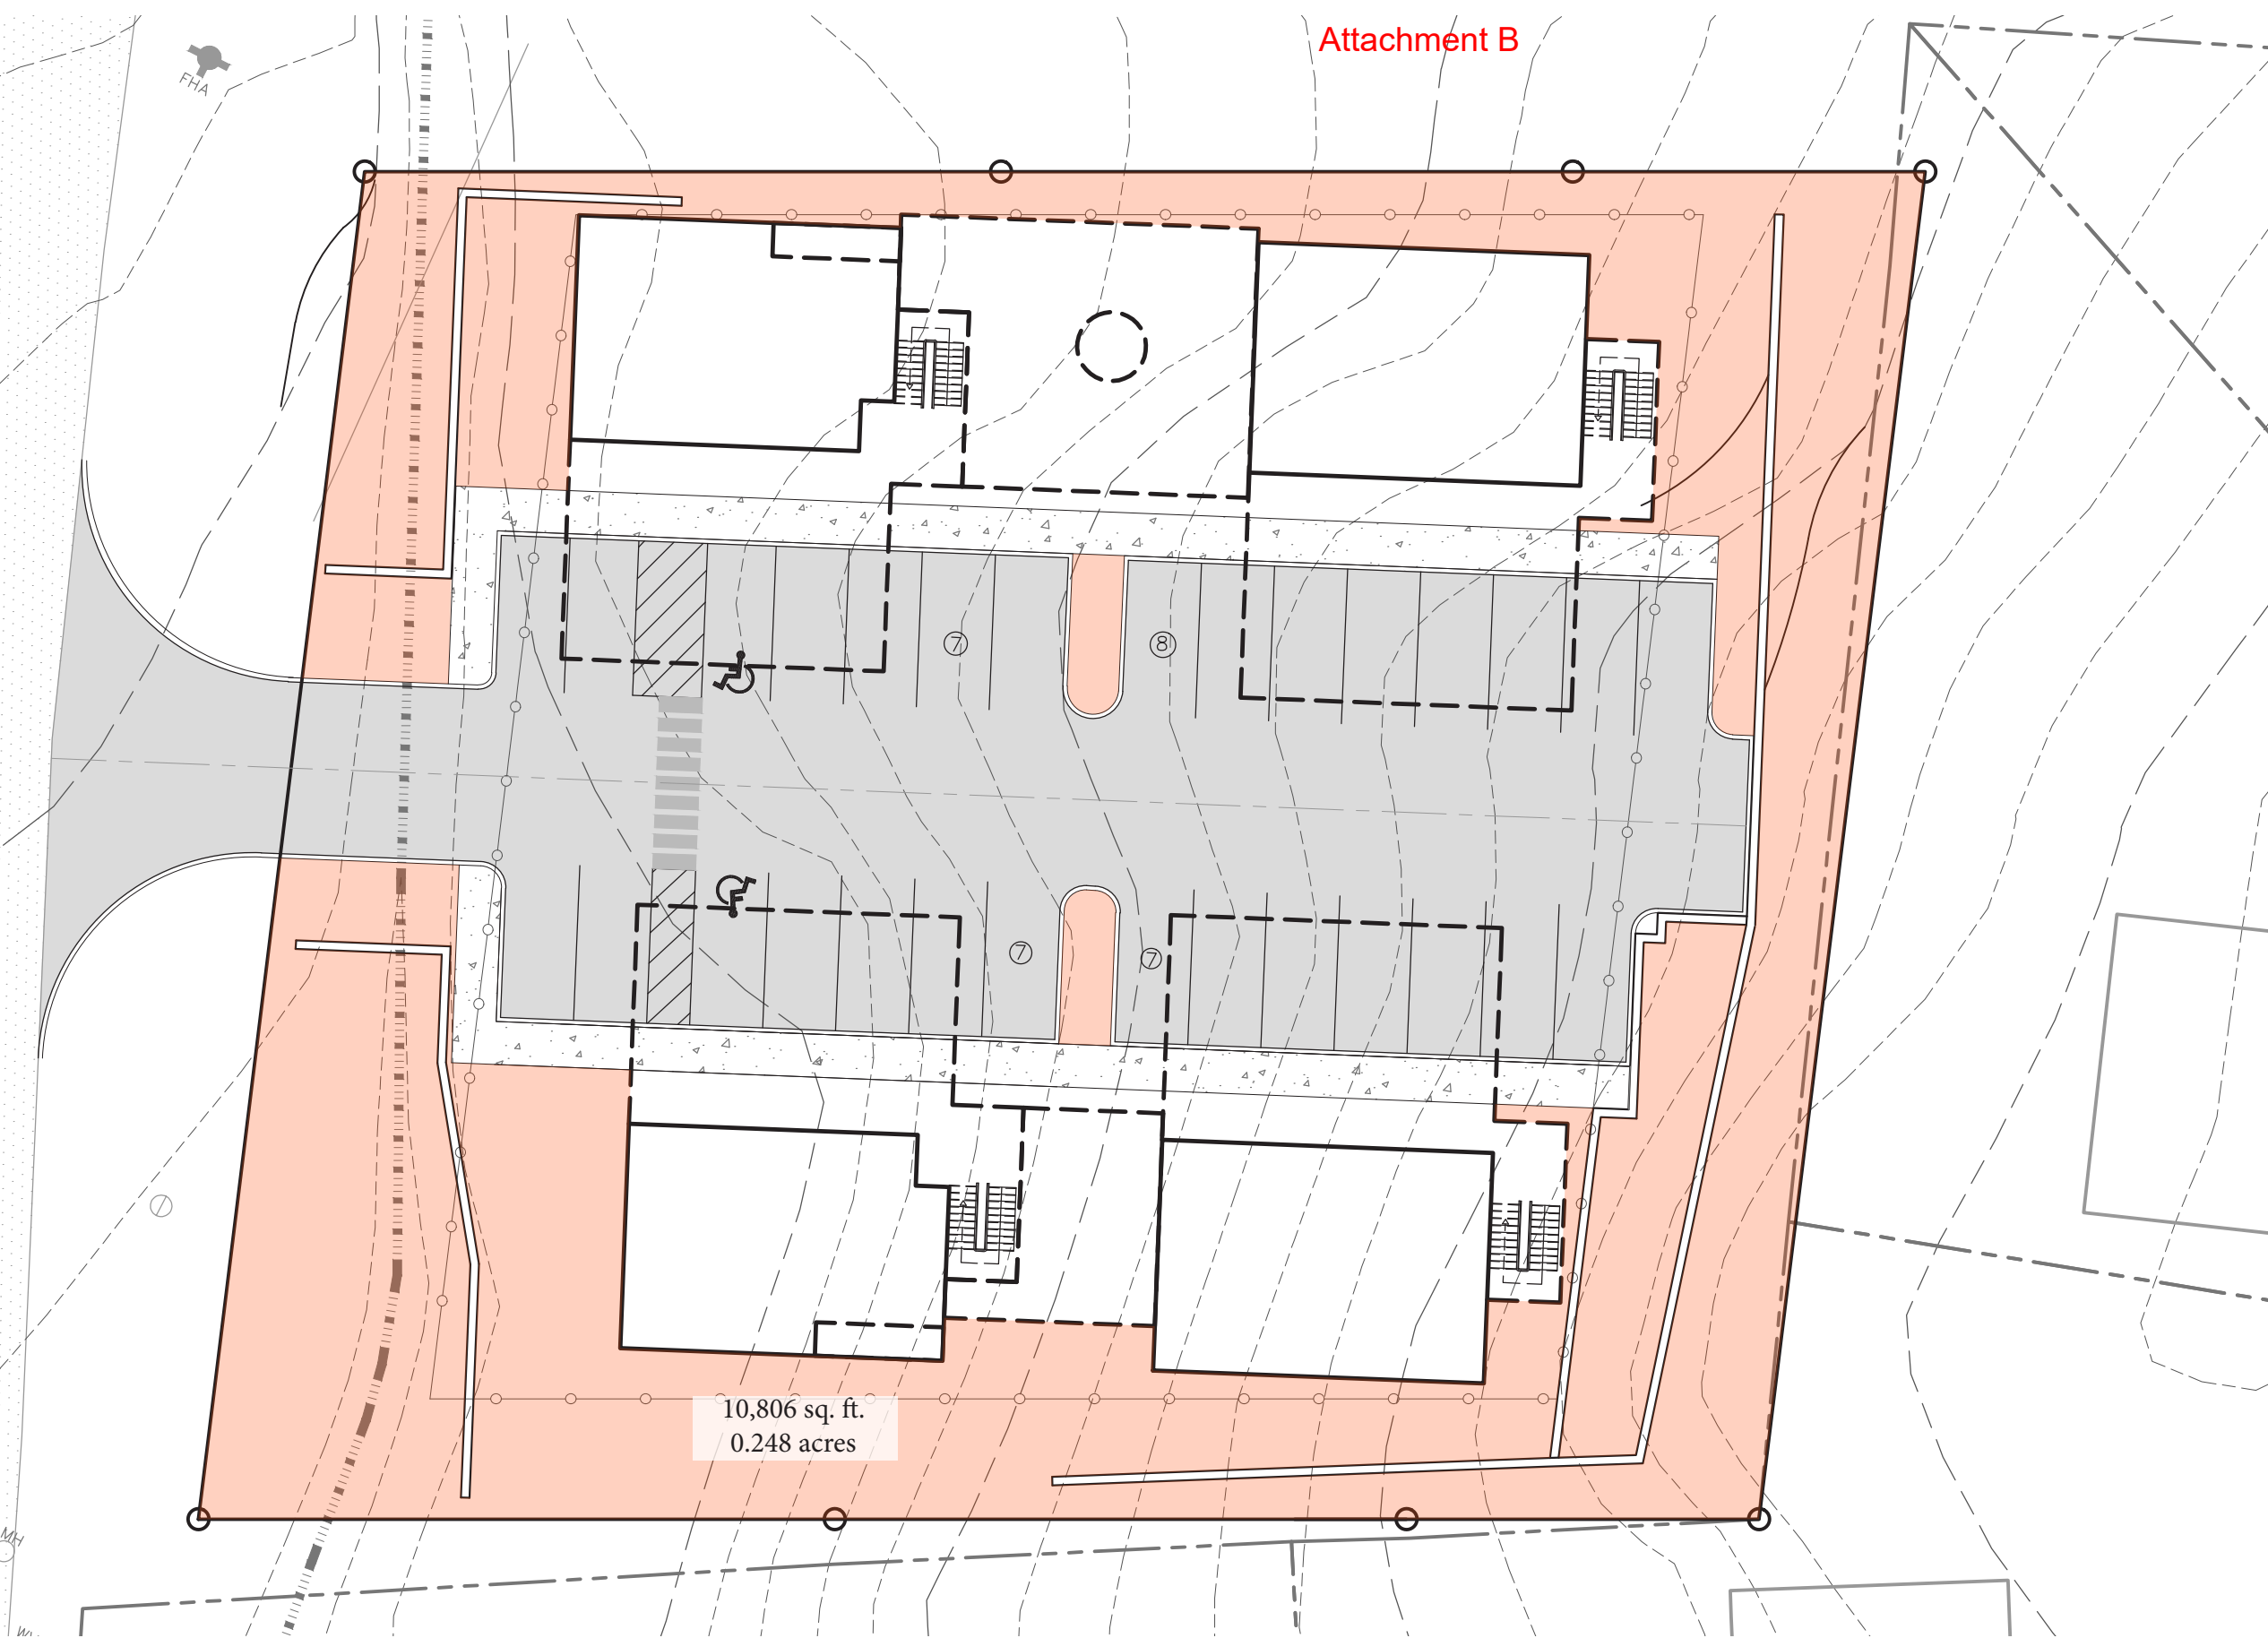 Attachment B
FHA
7
8
7
7
10,806 sq. ft.
0.248 acres
MH